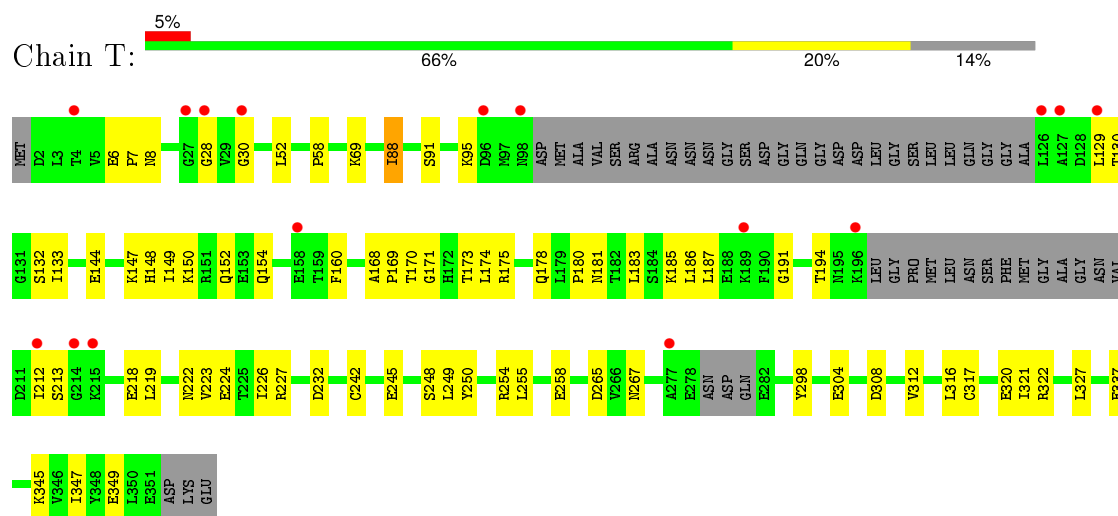 5%
Chain T:
66% 20% 14%
MET D2 L3 T4 V5 E6 P7 N8 G27 G28 V29 G30 L52 P58 K69 I88 S91 K95 D96 M97 N98 ASP MET ALA VAL SER ARG ALA ASN ASN ASN GLY SER ASP GLY GLN GLY ASP ASP LEU GLY SER LEU LEU GLN GLY GLY ALA L126 A127 D128 L129 T130
G131 S132 I133 E144 K147 H148 I149 K150 R151 Q152 E153 Q154 E158 T159 F160 A168 P169 T170 G171 H172 T173 L174 R175 Q178 L179 P180 N181 T182 L183 S184 K185 L186 L187 E188 K189 F190 G191 T194 N195 K196 LEU GLY PRO MET LEU ASN SER PHE MET GLY ALA GLY ASN VAL
D211 I212 S213 G214 K215 E218 L219 N222 V223 E224 T225 I226 R227 D232 C242 E245 S248 L249 Y250 R254 L255 E258 D265 V266 N267 A277 E278 ASN ASP GLN E282 Y298 E304 D308 V312 L316 C317 E320 I321 R322 L327
K345 V346 I347 Y348 E349 L350 E351 ASP LYS GLU